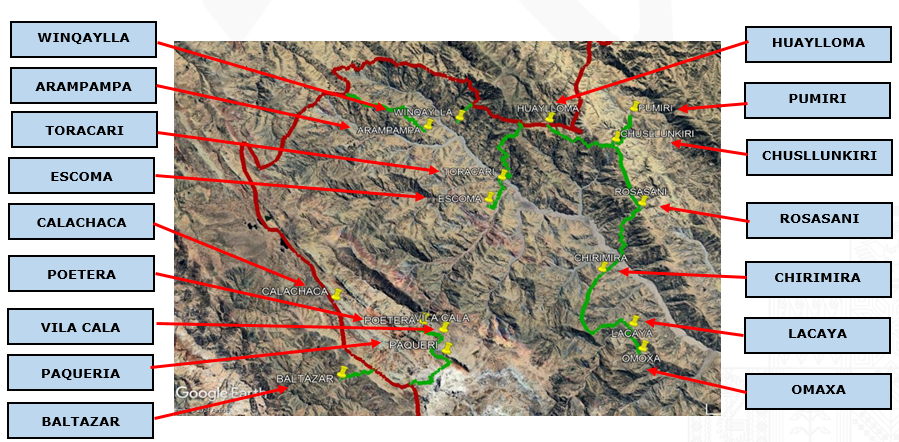 WINQAYLLA
ARAMPAMPA
TORACARI
ESCOMA
CALACHACA
POETERA
VILA CALA
PAQUERIA
BALTAZAR
WINQAYLLA
ARAMPAMPA
TORACARI
ESCOMA
CALACHACA
POETERA
VILA CALA
PAQUERI
BALTAZAR
HUAYLLOMA
PUMIRI
CHUSLLUNKIRI
ROSASANI
CHIRIMIRA
LACAYA
OMOXA
Google Earth
HUAYLLOMA
PUMIRI
CHUSLLUNKIRI
ROSASANI
CHIRIMIRA
LACAYA
OMAXA